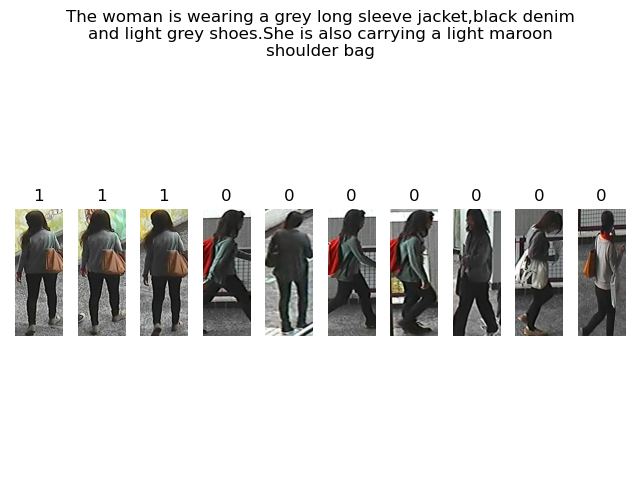 The woman is wearing a grey long sleeve jacket,black denim
and light grey shoes.She is also carrying a light maroon
shoulder bag
1 1 1 0 0 0 0 0 0 0